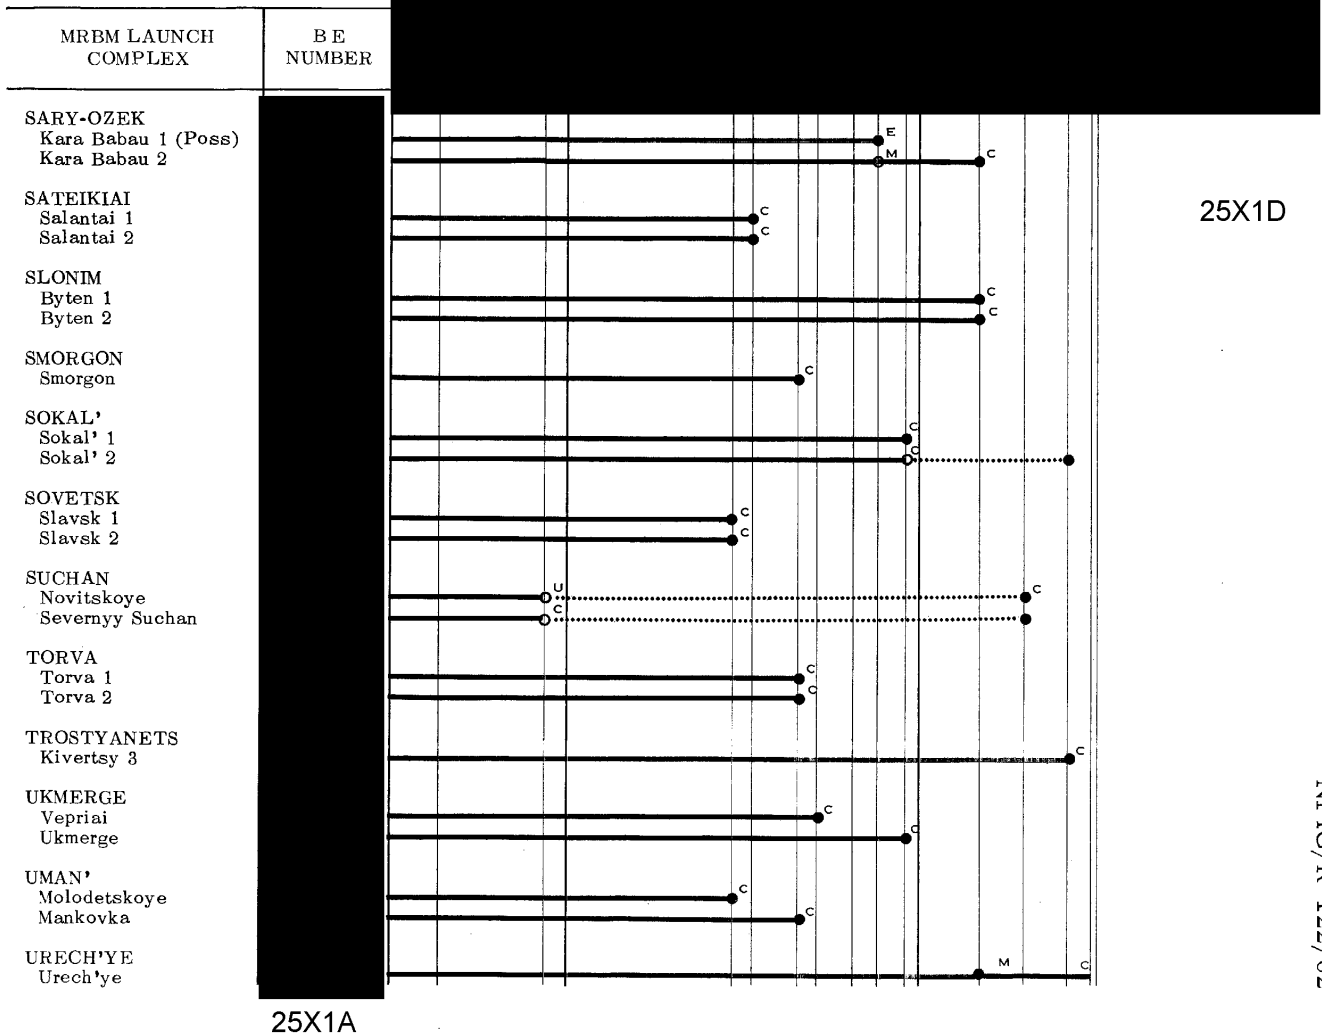 MRBM LAUNCH
COMPLEX
B E
NUMBER
SARY-OZEK
Kara Babau 1 (Poss) E
Kara Babau 2 M C
SATEIKIAI
Salantai 1 C
Salantai 2 C
25X1D
SLONIM
Byten 1 C
Byten 2 C
SMORGON
Smorgon C
SOKAL'
Sokal' 1 C
Sokal' 2 C
SOVETSK
Slavsk 1 C
Slavsk 2 C
SUCHAN
Novitskoye U C
Severnyy Suchan C
TORVA
Torva 1 C
Torva 2 C
TROSTYANETS
Kivertsy 3 C
UKMERGE
Vepriai C
Ukmerge C
UMAN'
Molodetskoye C
Mankovka C
URECH'YE
Urech'ye M C
25X1A